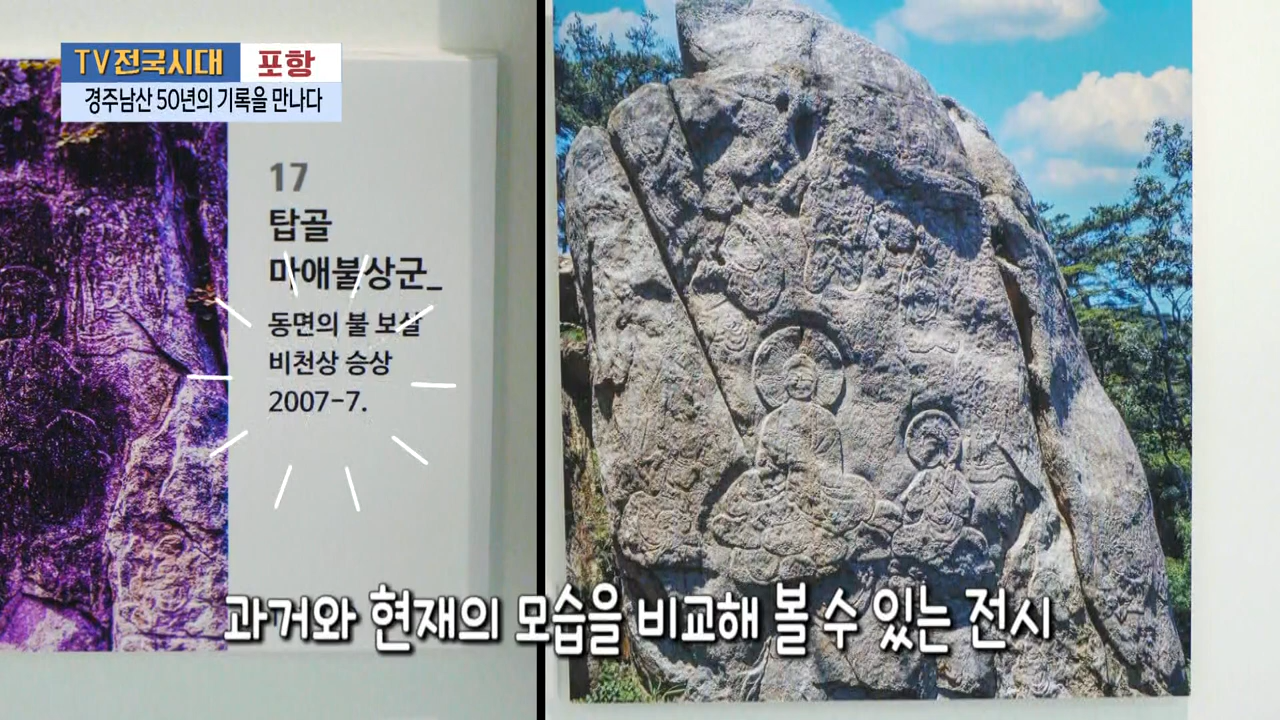 TV전국시대 포항
경주남산 50년의 기록을 만나다
17
탑골
마애불상군_
동면의 불 보살
비천상 승상
2007-7.
과거와 현재의 모습을 비교해 볼 수 있는 전시